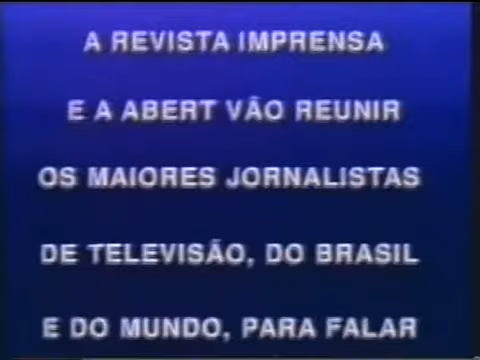 A REVISTA IMPRENSA
E A ABERT VÃO REUNIR
OS MAIORES JORNALISTAS
DE TELEVISÃO, DO BRASIL
E DO MUNDO, PARA FALAR